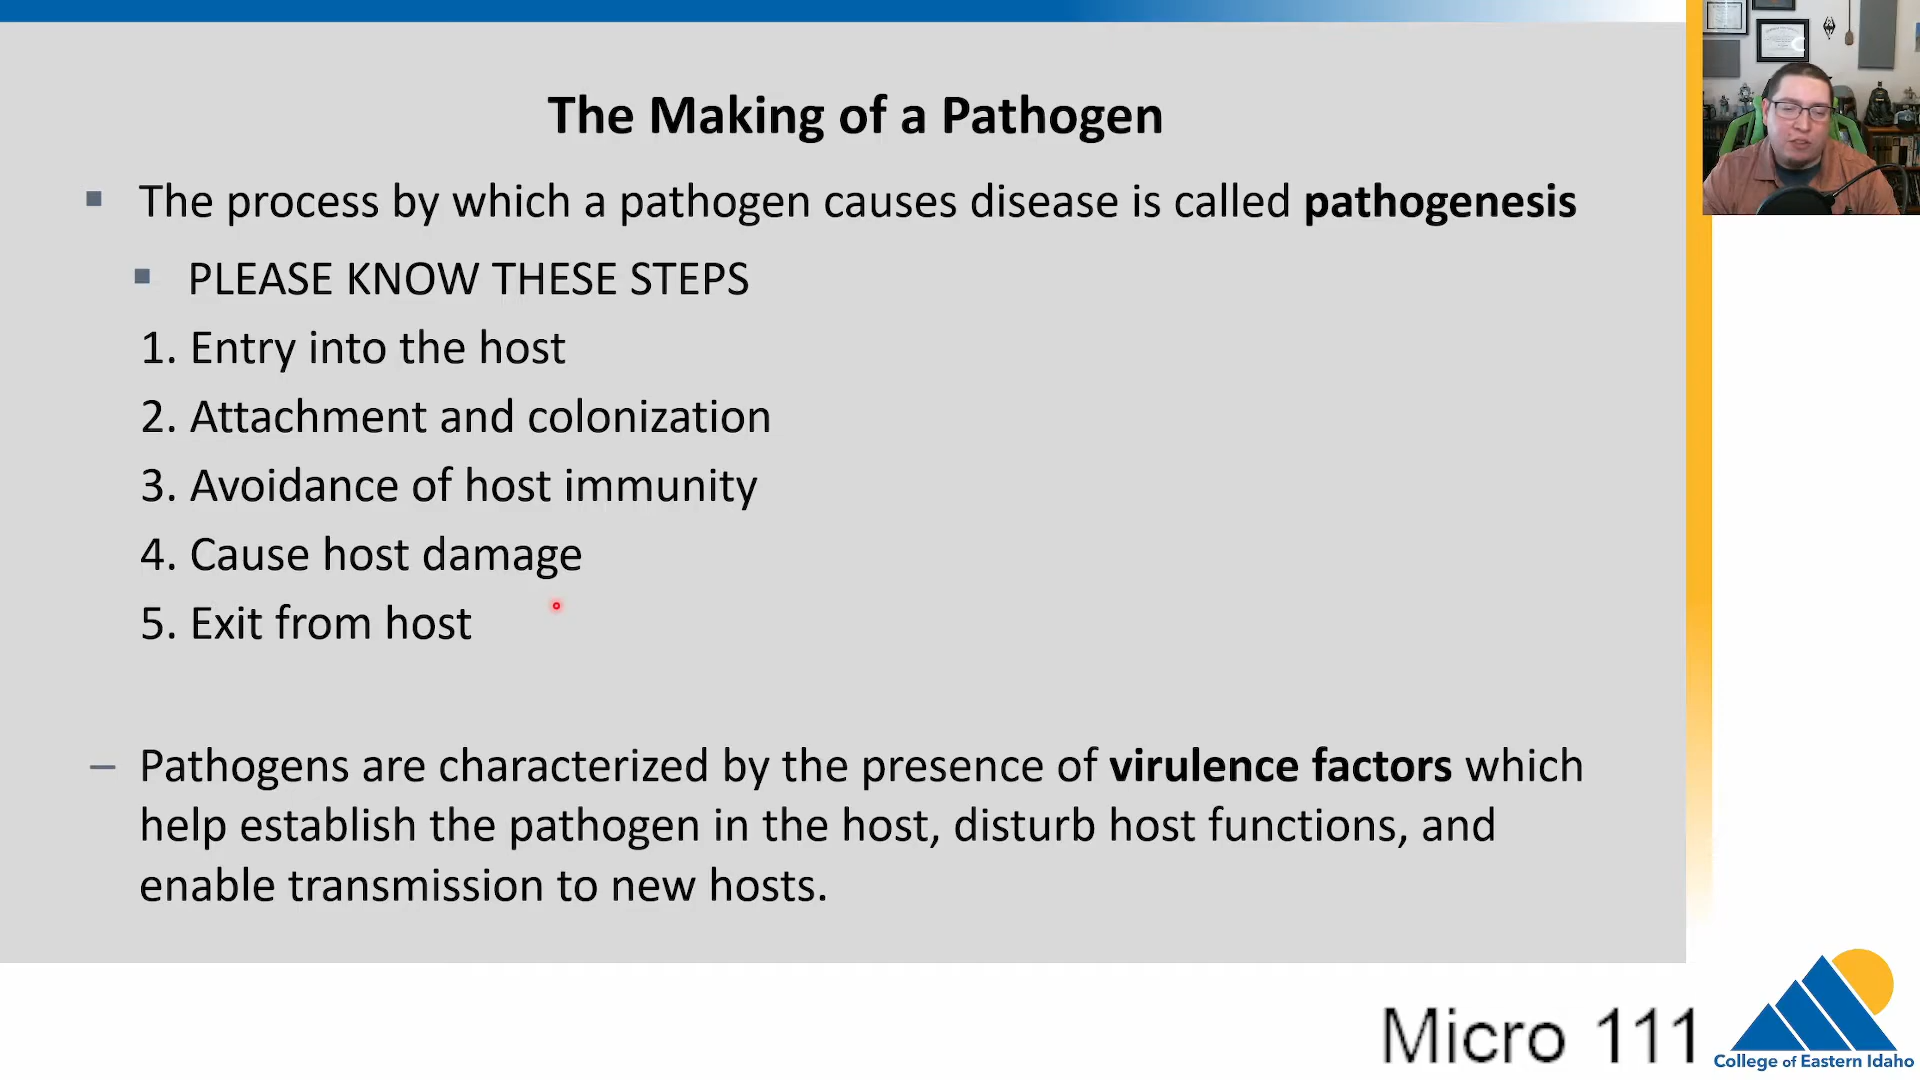 The Making of a Pathogen
▪ The process by which a pathogen causes disease is called pathogenesis
▪ PLEASE KNOW THESE STEPS
1. Entry into the host
2. Attachment and colonization
3. Avoidance of host immunity
4. Cause host damage
5. Exit from host
– Pathogens are characterized by the presence of virulence factors which
help establish the pathogen in the host, disturb host functions, and
enable transmission to new hosts.
Micro 111
College of Eastern Idaho